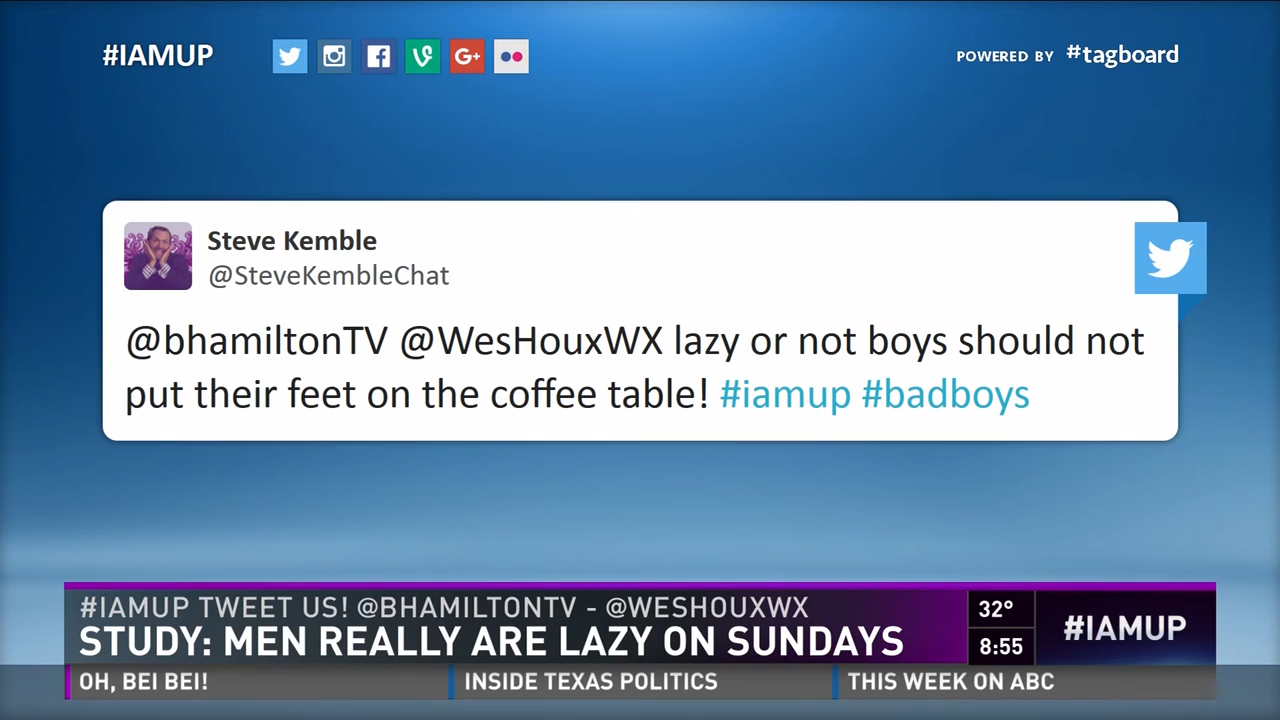 #IAMUP
G+
POWERED BY #tagboard
Steve Kemble
@SteveKembleChat
@bhamiltonTV @WesHouxWX lazy or not boys should not
put their feet on the coffee table! #iamup #badboys
#IAMUP TWEET US! @BHAMILTONTV - @WESHOUXWX
STUDY: MEN REALLY ARE LAZY ON SUNDAYS
32°
8:55
#IAMUP
OH, BEI BEI!
INSIDE TEXAS POLITICS
THIS WEEK ON ABC